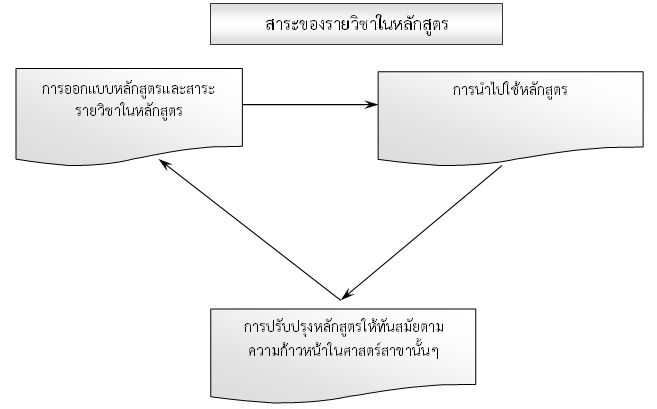 สาระของรายวิชาในหลักสูตร
การออกแบบหลักสูตรและสาระ
รายวิชาในหลักสูตร
การนำไปใช้หลักสูตร
การปรับปรุงหลักสูตรให้ทันสมัยตาม
ความก้าวหน้าในศาสตร์สาขานั้นๆ